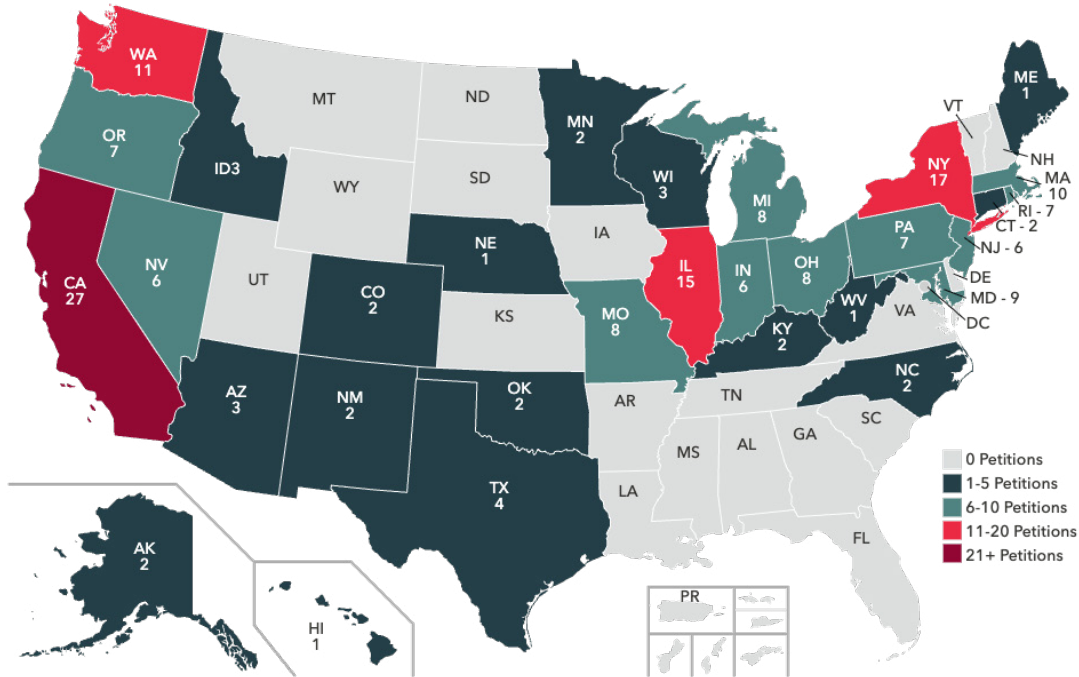 WA
11
OR
7
ID3
MT
ND
MN
2
WI
3
MI
8
NY
17
VT
ME
1
NH
MA
10
RI - 7
CT - 2
NJ - 6
DE
MD - 9
DC
WY
SD
IA
NE
1
CA
27
NV
6
UT
CO
2
KS
MO
8
IL
15
IN
6
OH
8
PA
7
WV
1
VA
KY
2
NC
2
AZ
3
NM
2
OK
2
AR
TN
SC
MS
AL
GA
TX
4
LA
FL
AK
2
HI
1
PR
0 Petitions
1-5 Petitions
6-10 Petitions
11-20 Petitions
21+ Petitions